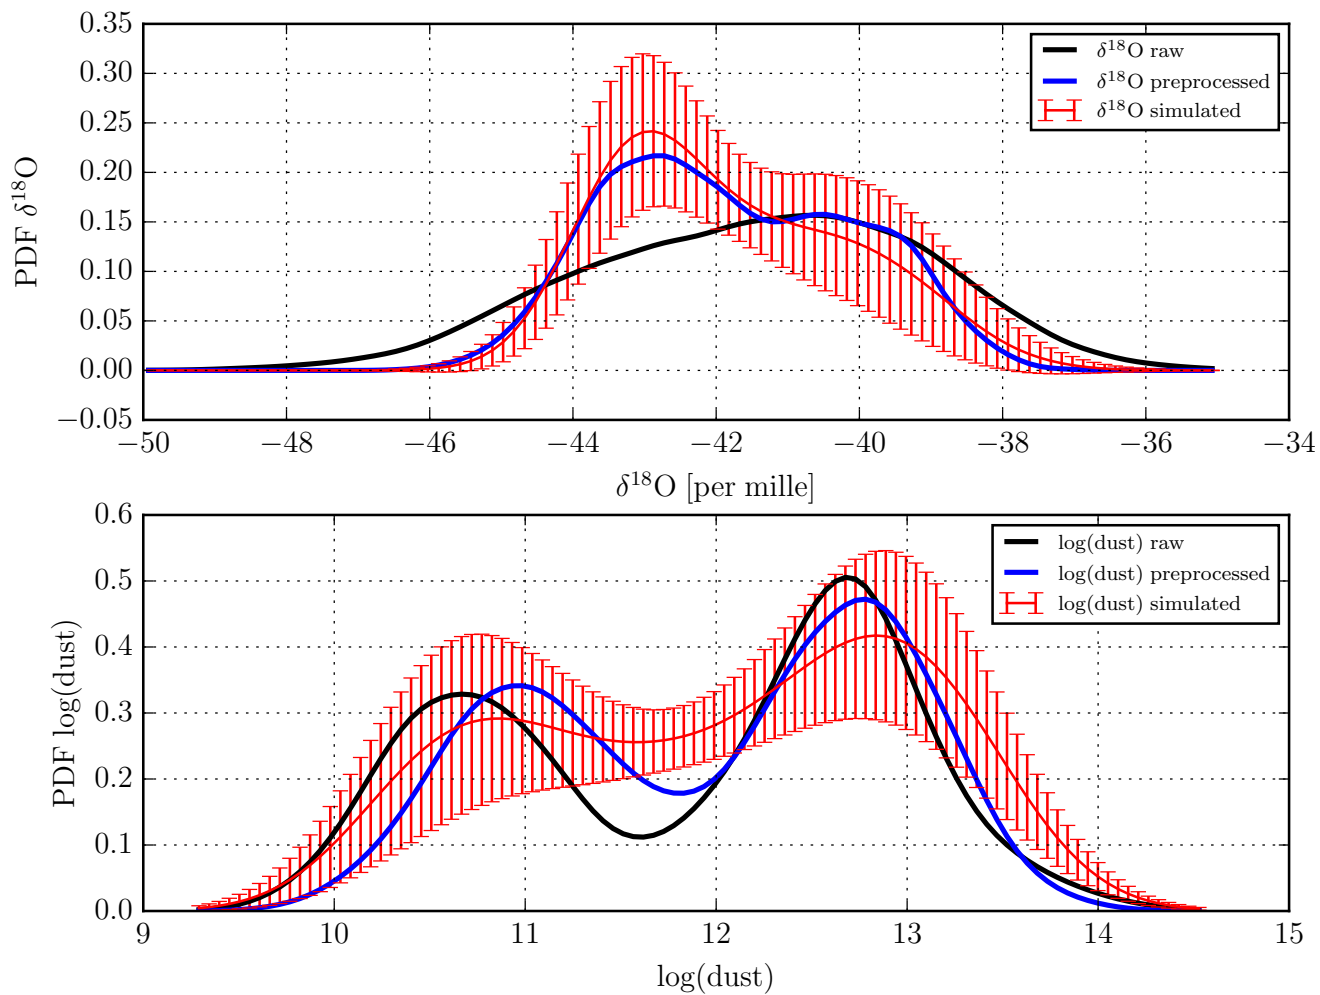 0.35
0.30
0.25
0.20
0.15
0.10
0.05
0.00
−0.05
PDF δ¹⁸O
δ¹⁸O raw
δ¹⁸O preprocessed
δ¹⁸O simulated
−50 −48 −46 −44 −42 −40 −38 −36 −34
δ¹⁸O [per mille]
0.6
0.5
0.4
0.3
0.2
0.1
0.0
PDF log(dust)
log(dust) raw
log(dust) preprocessed
log(dust) simulated
9 10 11 12 13 14 15
log(dust)